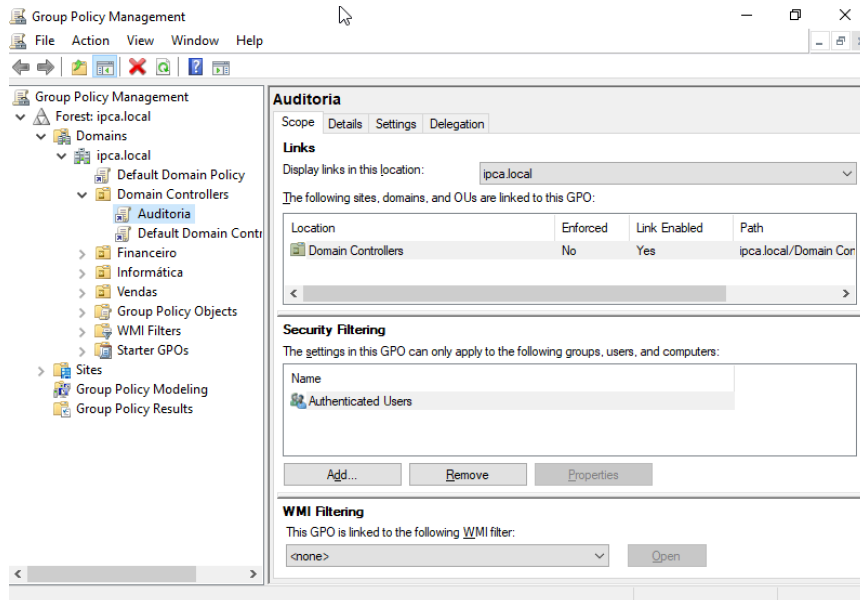 Group Policy Management
File Action View Window Help
Group Policy Management
Forest: ipca.local
Domains
ipca.local
Default Domain Policy
Domain Controllers
Auditoria
Default Domain Contr
Financeiro
Informática
Vendas
Group Policy Objects
WMI Filters
Starter GPOs
Sites
Group Policy Modeling
Group Policy Results
Auditoria
Scope Details Settings Delegation
Links
Display links in this location: ipca.local
The following sites, domains, and OUs are linked to this GPO:
Location Enforced Link Enabled Path
Domain Controllers No Yes ipca.local/Domain Con
Security Filtering
The settings in this GPO can only apply to the following groups, users, and computers:
Name
Authenticated Users
Add... Remove Properties
WMI Filtering
This GPO is linked to the following WMI filter:
<none> Open